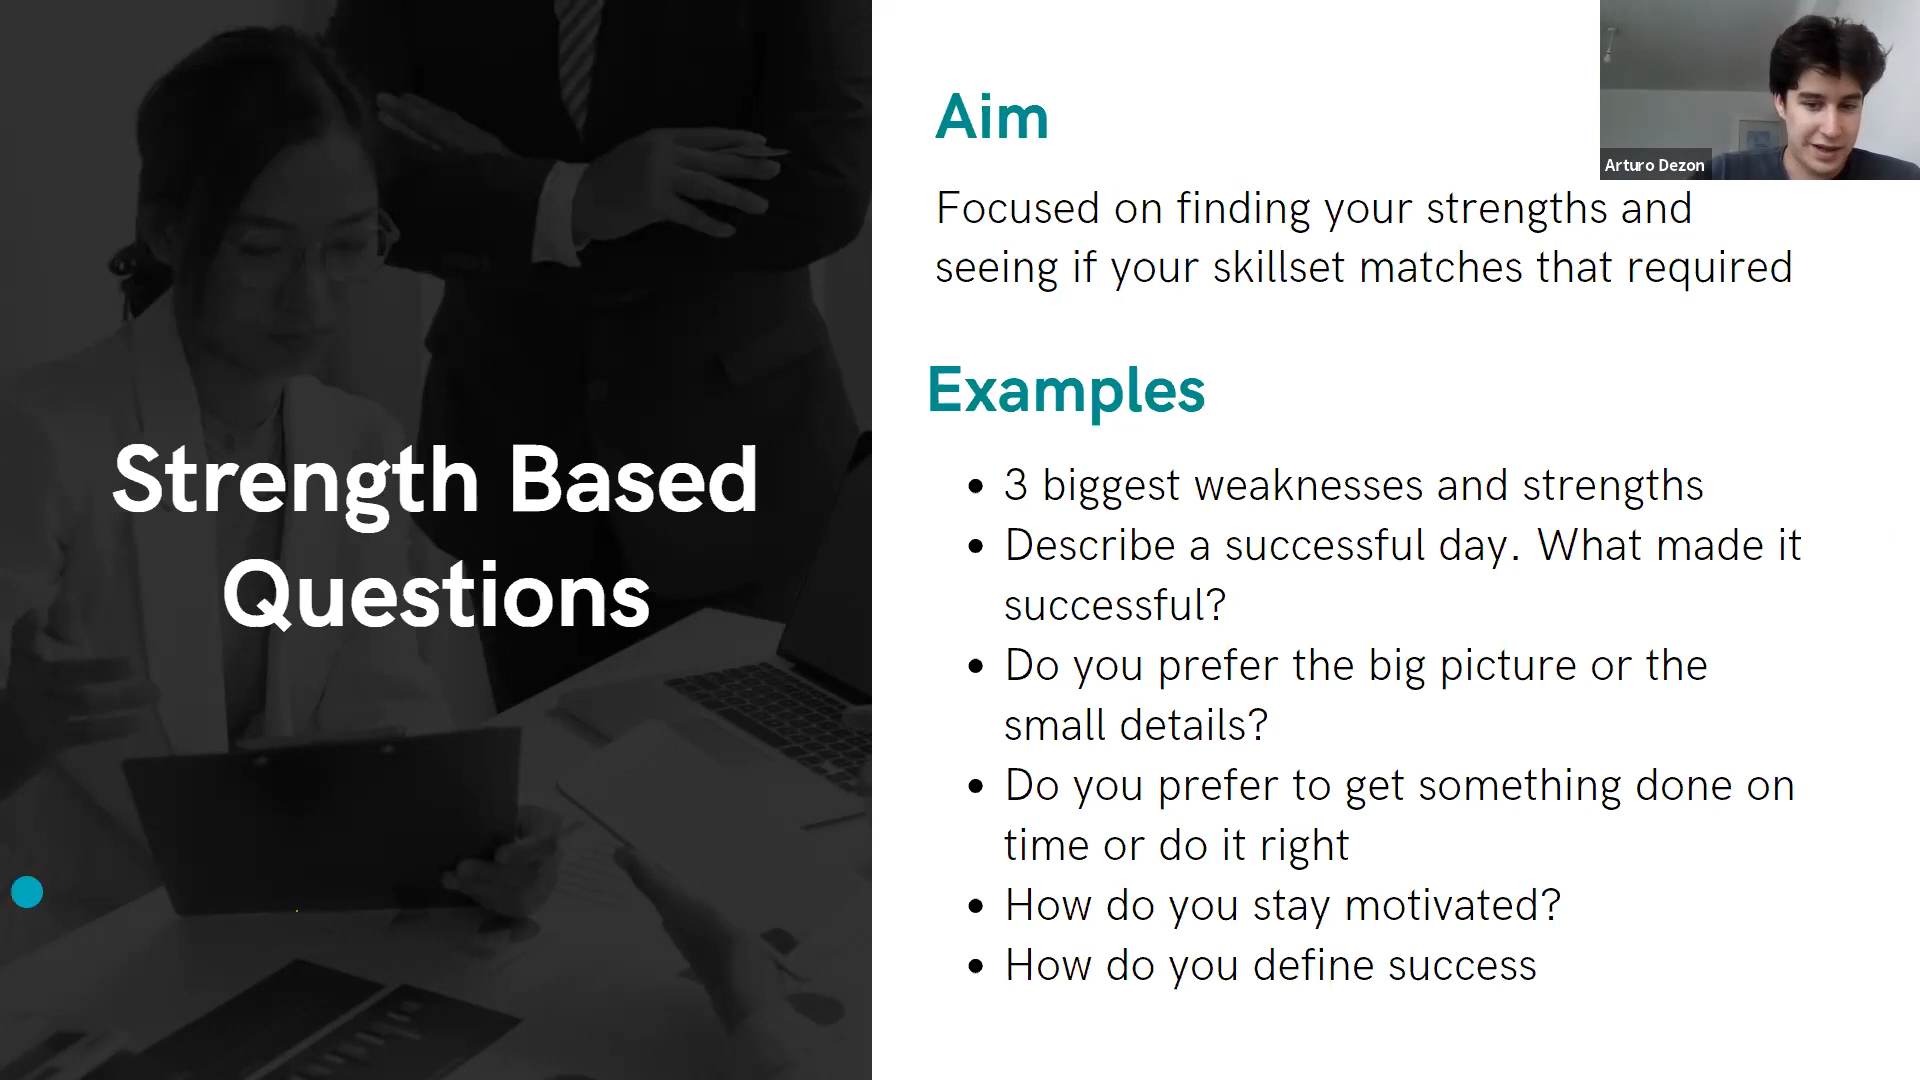 Strength Based
Questions
Aim
Focused on finding your strengths and
seeing if your skillset matches that required
Examples
• 3 biggest weaknesses and strengths
• Describe a successful day. What made it
successful?
• Do you prefer the big picture or the
small details?
• Do you prefer to get something done on
time or do it right
• How do you stay motivated?
• How do you define success
Arturo Dezon